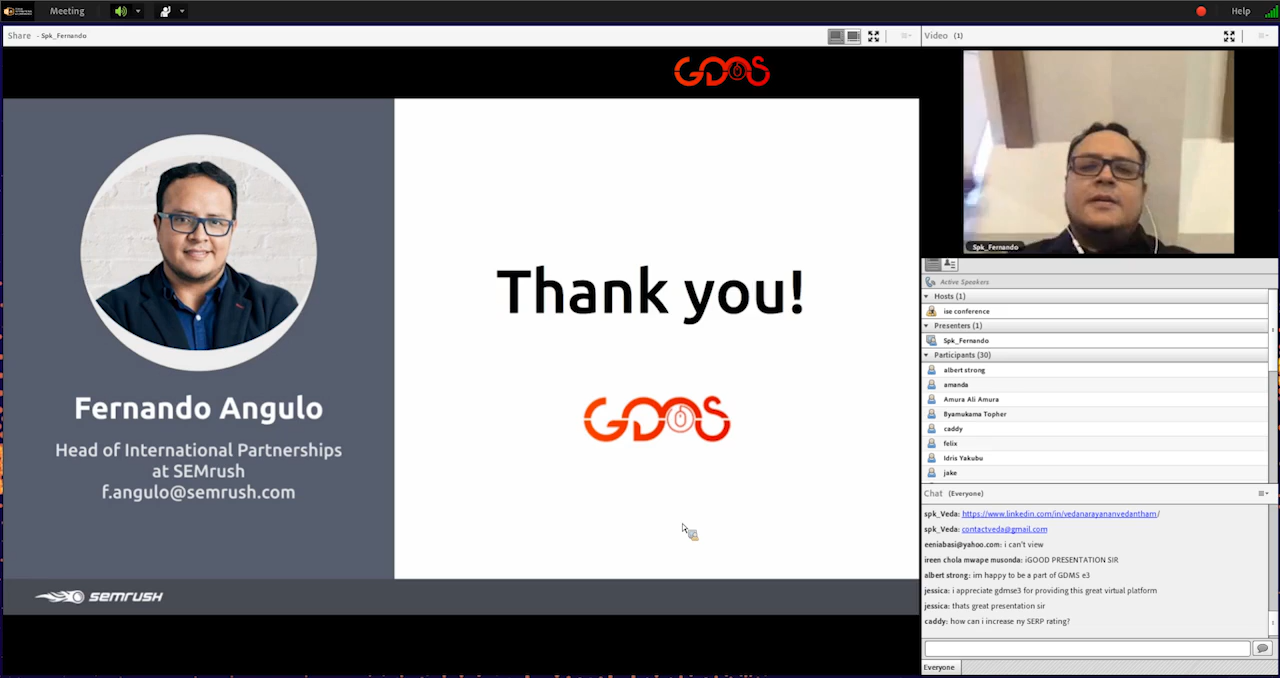 Meeting
Help
Share - Spk_Fernando
Video (1)
GDMS
Thank you!
GDMS
Fernando Angulo
Head of International Partnerships
at SEMrush
f.angulo@semrush.com
SEMRUSH
Spk_Fernando
Active Speakers
Hosts (1)
ise conference
Presenters (1)
Spk_Fernando
Participants (30)
albert strong
amanda
Amura Ali Amura
Byamukama Topher
caddy
felix
Idris Yakubu
jake
Chat (Everyone)
spk_Veda: https://www.linkedin.com/in/vedanarayananvedantham/
spk_Veda: contactveda@gmail.com
eeniabasi@yahoo.com: i can't view
ireen chola mwape musonda: iGOOD PRESENTATION SIR
albert strong: im happy to be a part of GDMS e3
jessica: i appreciate gdmse3 for providing this great virtual platform
jessica: thats great presentation sir
caddy: how can i increase ny SERP rating?
Everyone